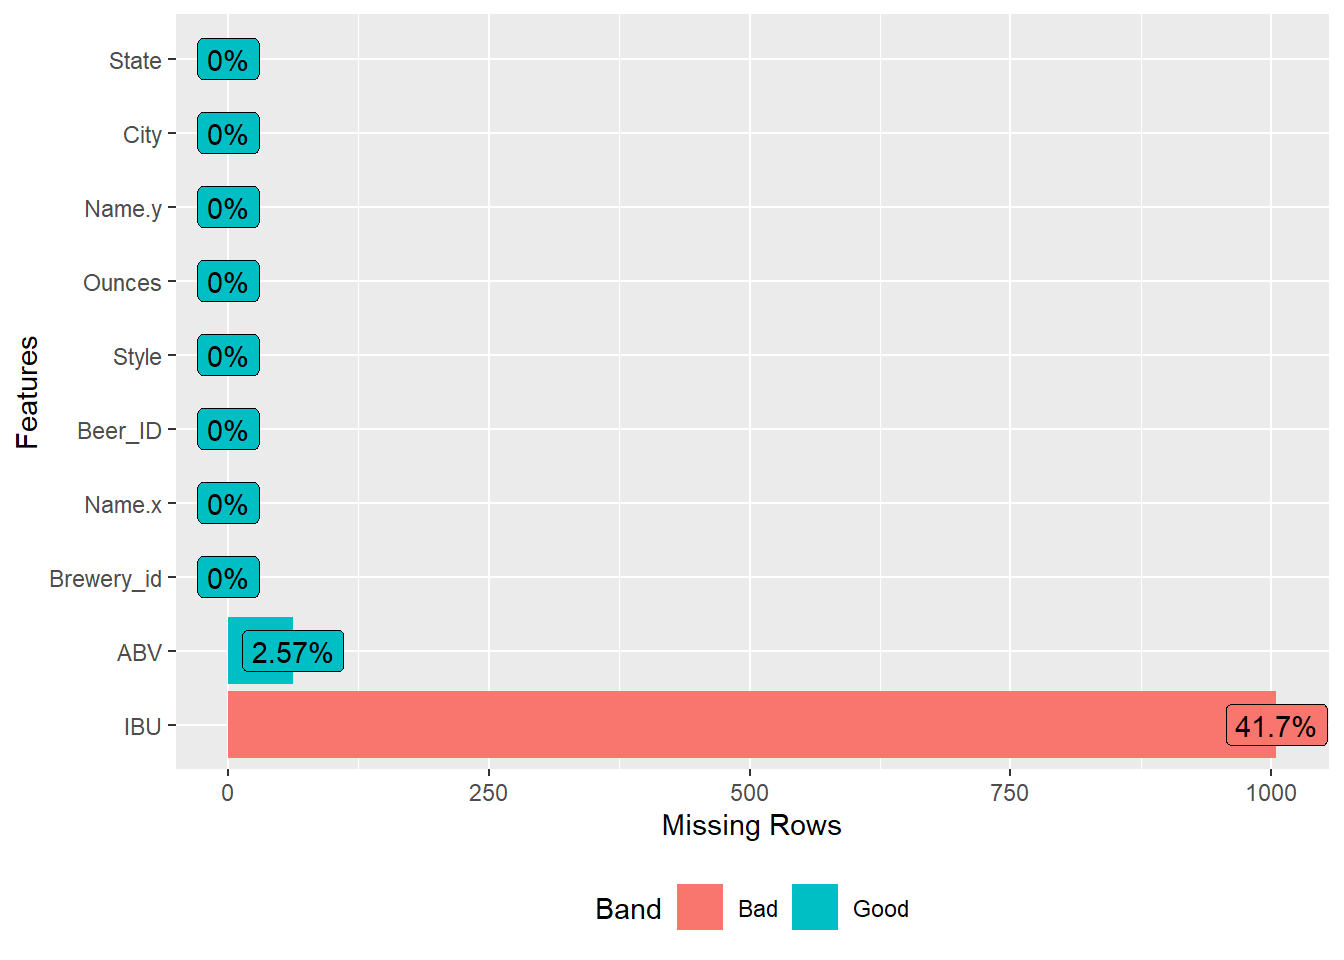 State 0%
City 0%
Name.y 0%
Ounces 0%
Style 0%
Beer_ID 0%
Name.x 0%
Brewery_id 0%
ABV 2.57%
IBU 41.7%
Features
0 250 500 750 1000
Missing Rows
Band Bad Good